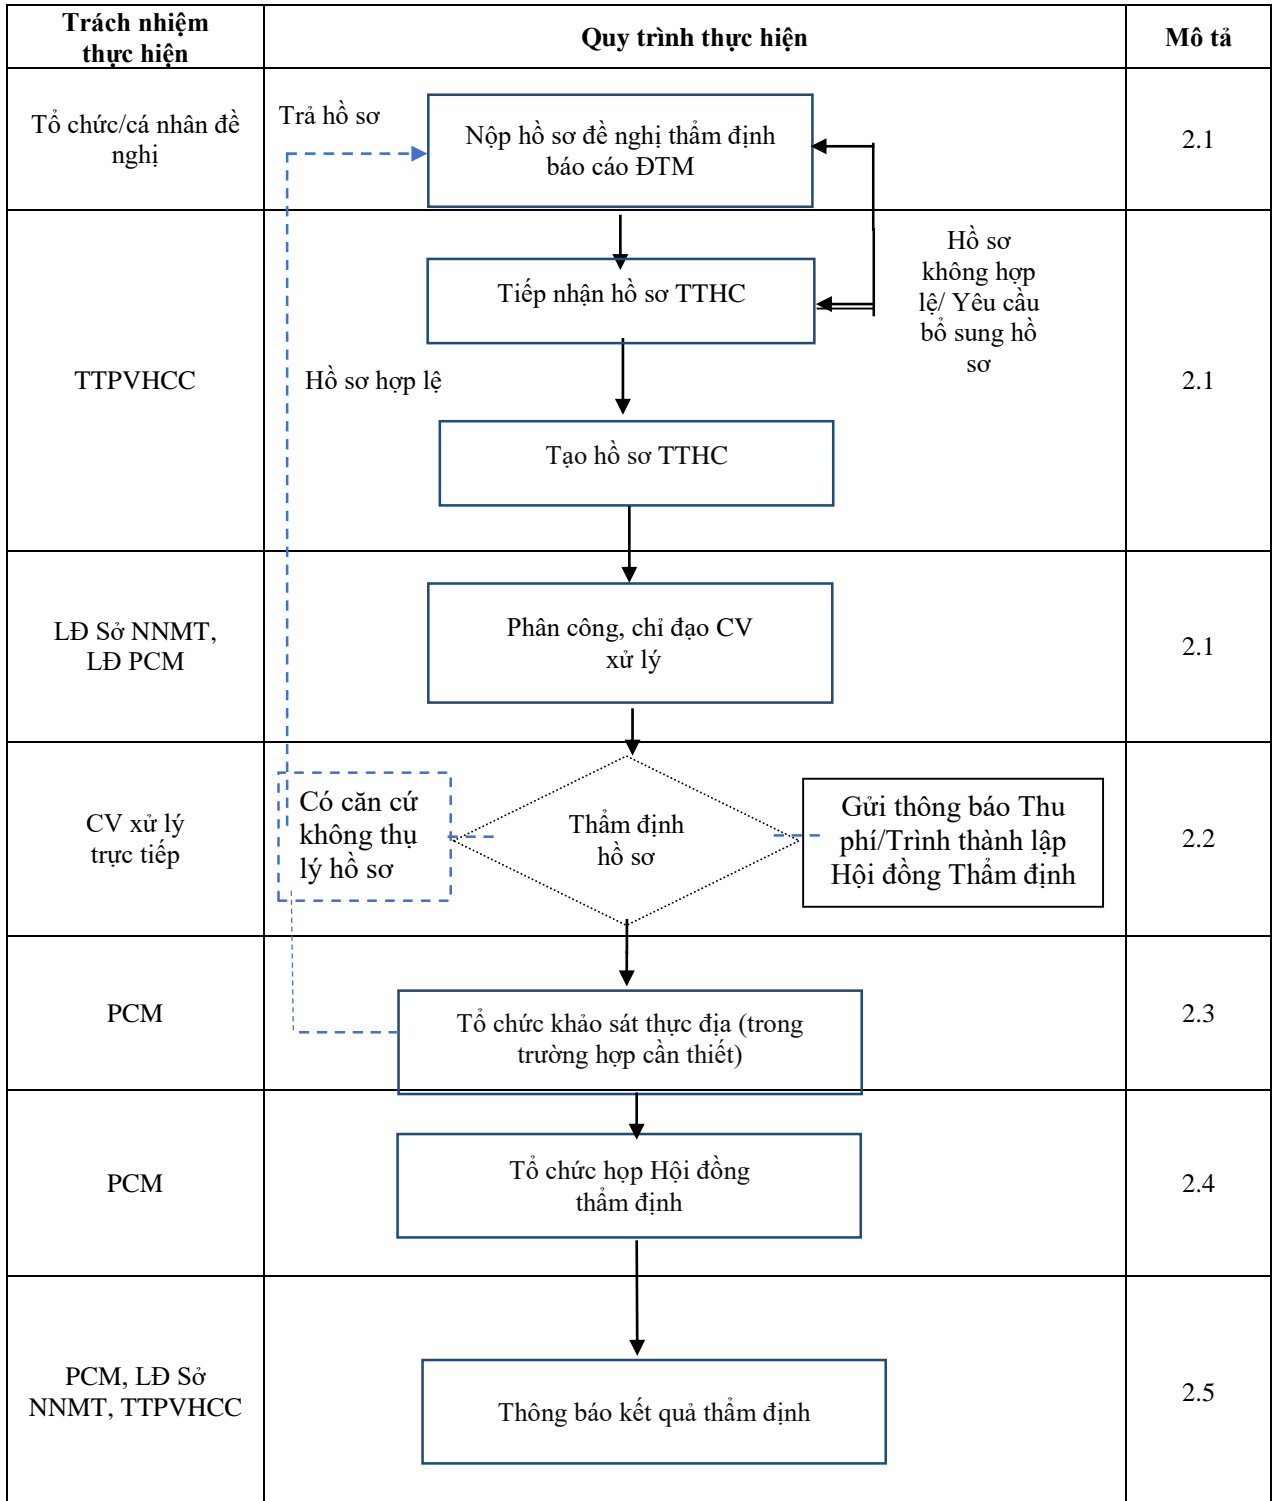 Trách nhiệm
thực hiện
Quy trình thực hiện
Mô tả
Tổ chức/cá nhân đề
nghị
Trả hồ sơ
Nộp hồ sơ đề nghị thẩm định
báo cáo ĐTM
2.1
TTPVHCC
Tiếp nhận hồ sơ TTHC
Hồ sơ
không hợp
lệ/ Yêu cầu
bổ sung hồ
sơ
Hồ sơ hợp lệ
Tạo hồ sơ TTHC
2.1
LĐ Sở NNMT,
LĐ PCM
Phân công, chỉ đạo CV
xử lý
2.1
CV xử lý
trực tiếp
Có căn cứ
không thụ
lý hồ sơ
Thẩm định
hồ sơ
Gửi thông báo Thu
phí/Trình thành lập
Hội đồng Thẩm định
2.2
PCM
Tổ chức khảo sát thực địa (trong
trường hợp cần thiết)
2.3
PCM
Tổ chức họp Hội đồng
thẩm định
2.4
PCM, LĐ Sở
NNMT, TTPVHCC
Thông báo kết quả thẩm định
2.5